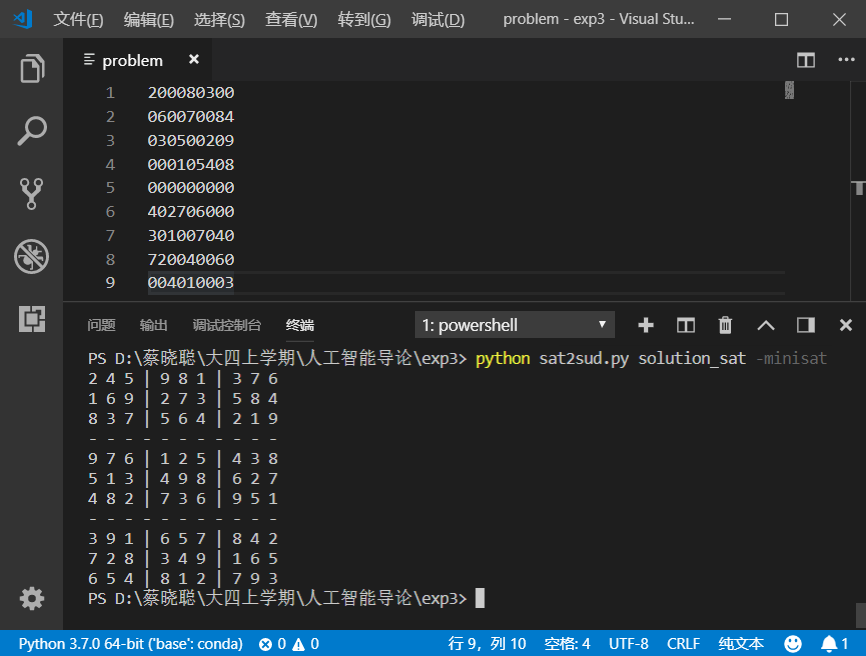 文件(F) 编辑(E) 选择(S) 查看(V) 转到(G) 调试(D) problem - exp3 - Visual Stu...
problem
1 200080300
2 060070084
3 030500209
4 000105408
5 000000000
6 402706000
7 301007040
8 720040060
9 004010003
问题 输出 调试控制台 终端 1: powershell
PS D:\蔡晓聪\大四上学期\人工智能导论\exp3> python sat2sud.py solution_sat -minisat
2 4 5 | 9 8 1 | 3 7 6
1 6 9 | 2 7 3 | 5 8 4
8 3 7 | 5 6 4 | 2 1 9
- - - - - - - - - - -
9 7 6 | 1 2 5 | 4 3 8
5 1 3 | 4 9 8 | 6 2 7
4 8 2 | 7 3 6 | 9 5 1
- - - - - - - - - - -
3 9 1 | 6 5 7 | 8 4 2
7 2 8 | 3 4 9 | 1 6 5
6 5 4 | 8 1 2 | 7 9 3
PS D:\蔡晓聪\大四上学期\人工智能导论\exp3>
Python 3.7.0 64-bit ('base': conda) 0 0 行 9，列 10 空格: 4 UTF-8 CRLF 纯文本 1